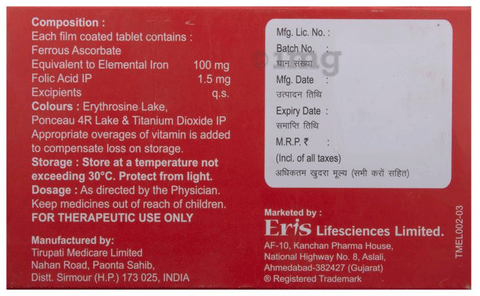 Composition :
Each film coated tablet contains :
Ferrous Ascorbate
Equivalent to Elemental Iron 100 mg
Folic Acid IP 1.5 mg
Excipients q.s.
Colours : Erythrosine Lake,
Ponceau 4R Lake & Titanium Dioxide IP
Appropriate overages of vitamin is added
to compensate loss on storage.
Storage : Store at a temperature not
exceeding 30°C. Protect from light.
Dosage : As directed by the Physician.
Keep medicines out of reach of children.
FOR THERAPEUTIC USE ONLY
Manufactured by:
Tirupati Medicare Limited
Nahan Road, Paonta Sahib,
Distt. Sirmour (H.P.) 173 025, INDIA
Mfg. Lic. No. :
Batch No. :
घान संख्या
Mfg. Date :
उत्पादन तिथि
Expiry Date :
समाप्ति तिथि
M.R.P. ₹ :
(Incl. of all taxes)
अधिकतम खुदरा मूल्य (सभी करों सहित)
1mg
Marketed by :
Eris Lifesciences Limited.
AF-10, Kanchan Pharma House,
National Highway No. 8, Aslali,
Ahmedabad-382427 (Gujarat)
® Registered Trademark
TMEL002-03